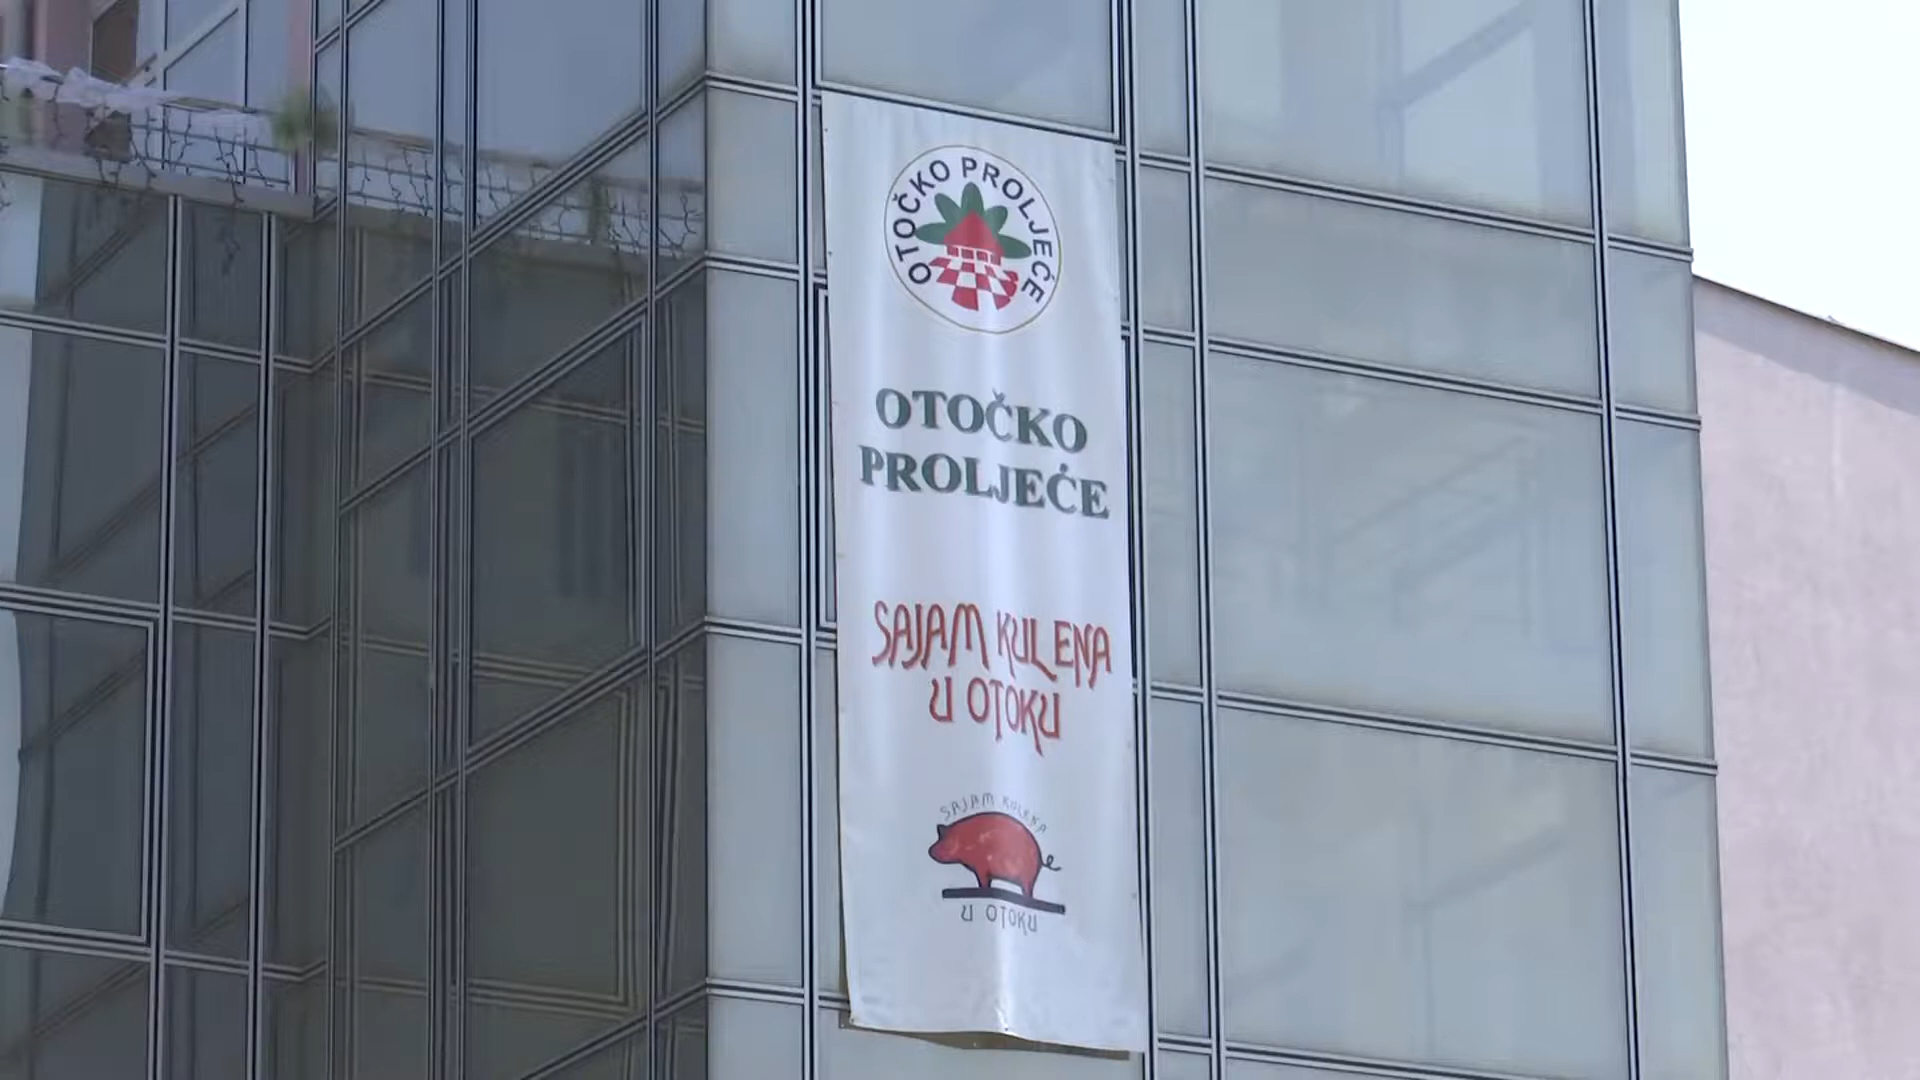 OTOČKO PROLJEĆE
OTOČKO
PROLJEĆE
SAJAM KULENA
U OTOKU
SAJAM KULENA
U OTOKU